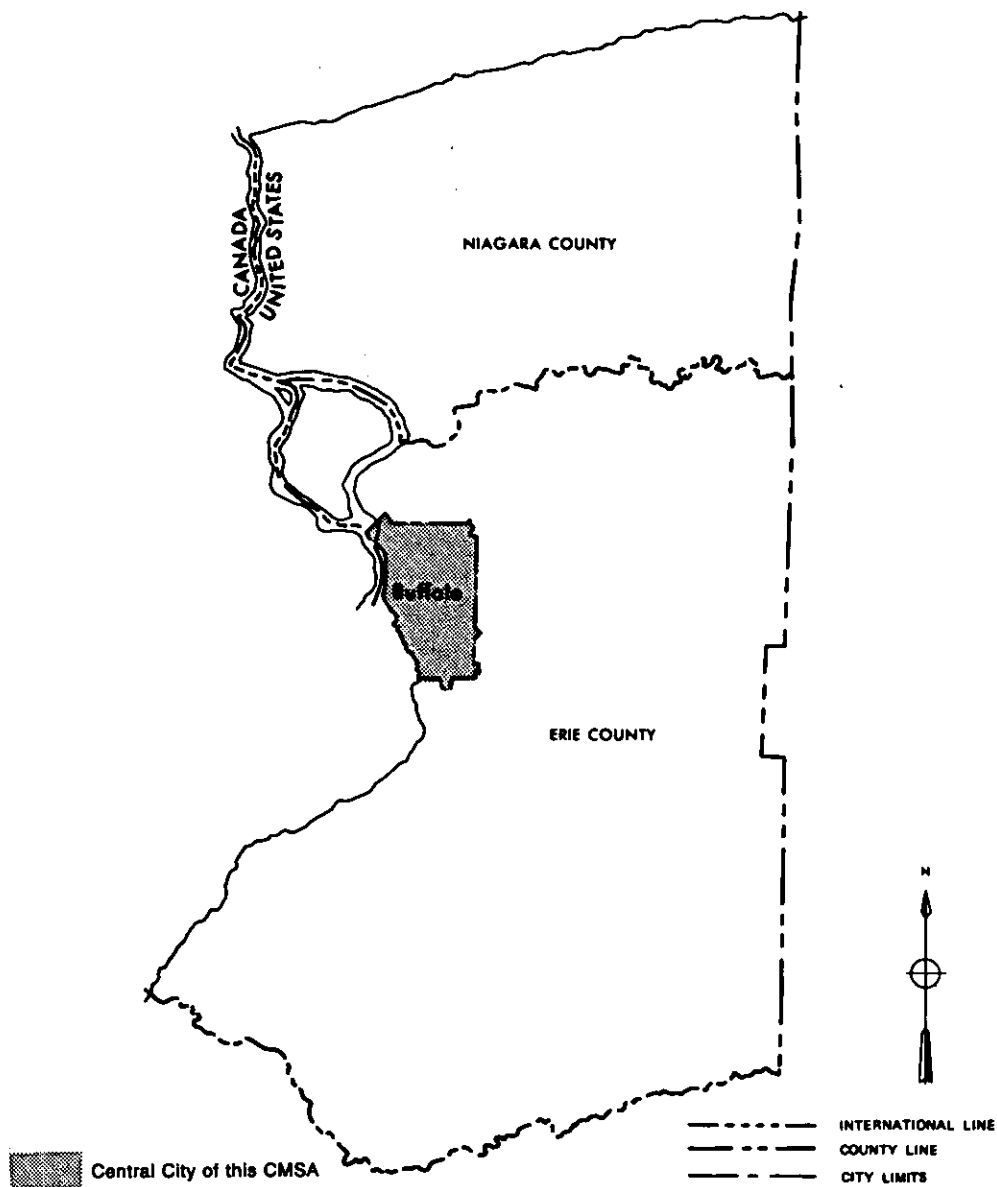 CANADA
UNITED STATES
NIAGARA COUNTY
Buffalo
ERIE COUNTY
N
Central City of this CMSA
INTERNATIONAL LINE
COUNTY LINE
CITY LIMITS